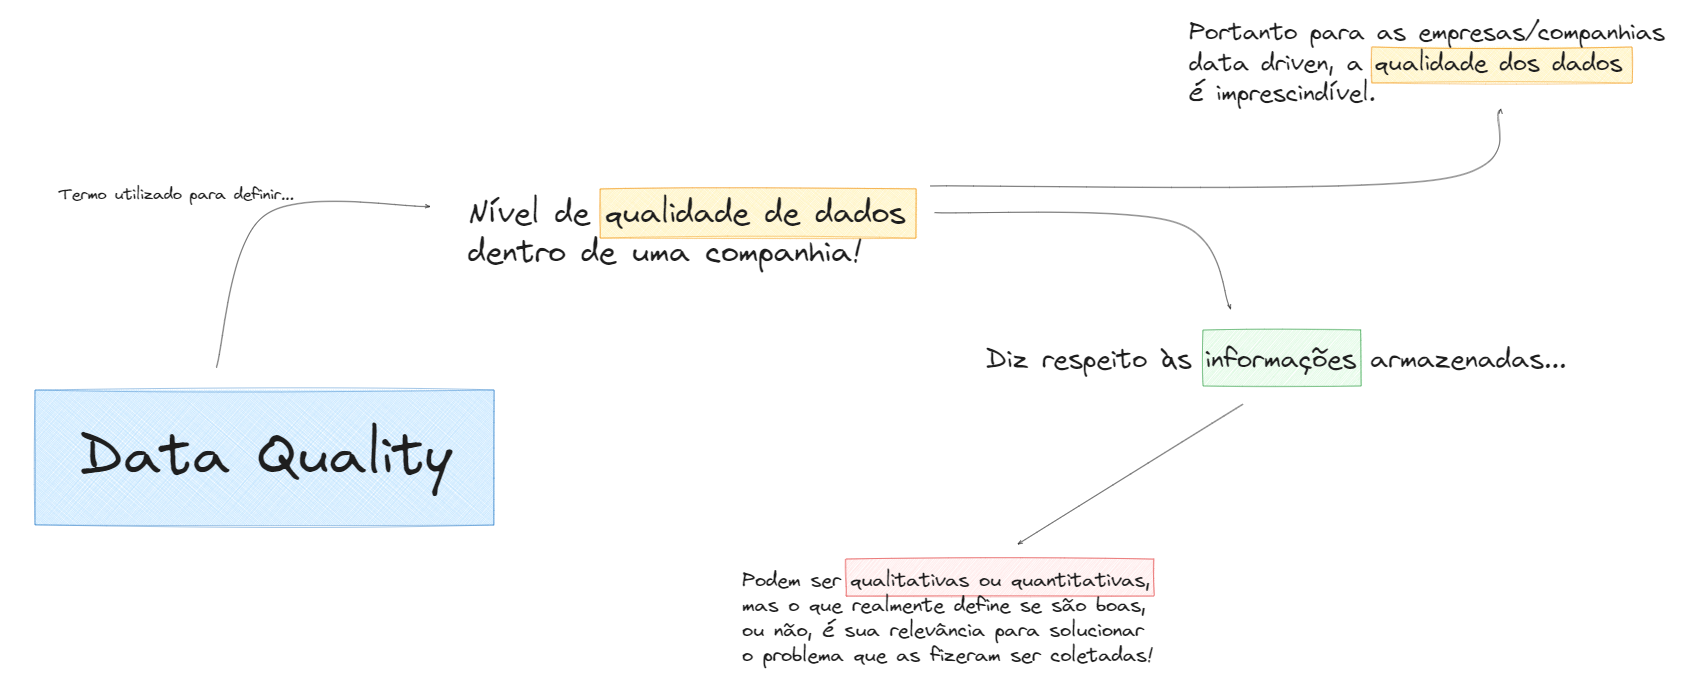 Portanto para as empresas/companhias
data driven, a qualidade dos dados
é imprescindível.
Termo utilizado para definir...
Nível de qualidade de dados
dentro de uma companhia!
Diz respeito às informações armazenadas...
Data Quality
Podem ser qualitativas ou quantitativas,
mas o que realmente define se são boas,
ou não, é sua relevância para solucionar
o problema que as fizeram ser coletadas!